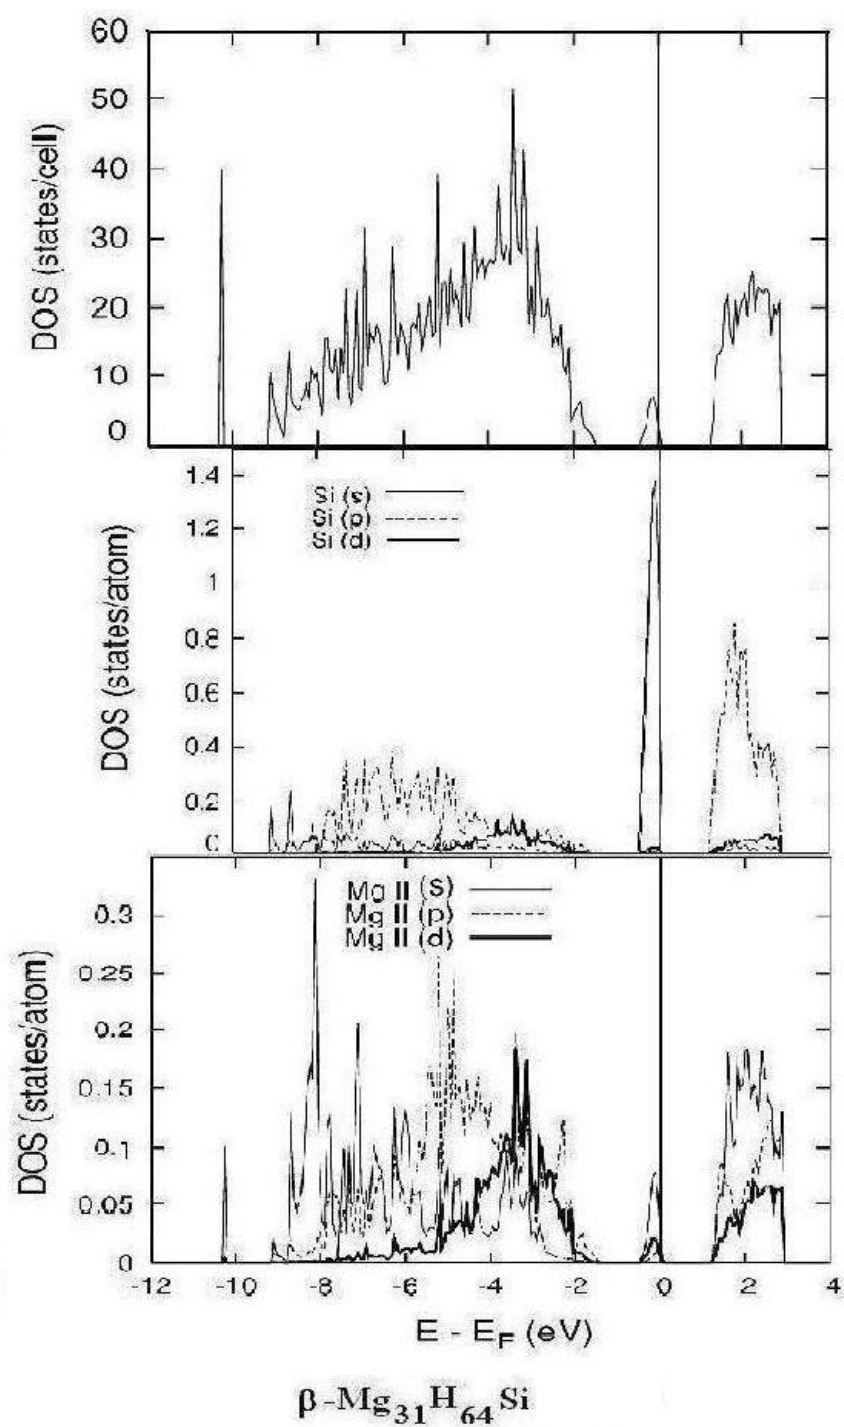 60
50
40
30
20
10
0
DOS (states/cell)
1.4
1.2
1
0.8
0.6
0.4
0.2
C
DOS (states/atom)
Si (s)
Si (p)
Si (d)
0.3
0.25
0.2
0.15
0.1
0.05
0
DOS (states/atom)
Mg II (s)
Mg II (p)
Mg II (d)
-12 -10 -8 -6 -4 -2 0 2 4
E - E_F (eV)
β-Mg₃₁H₆₄Si